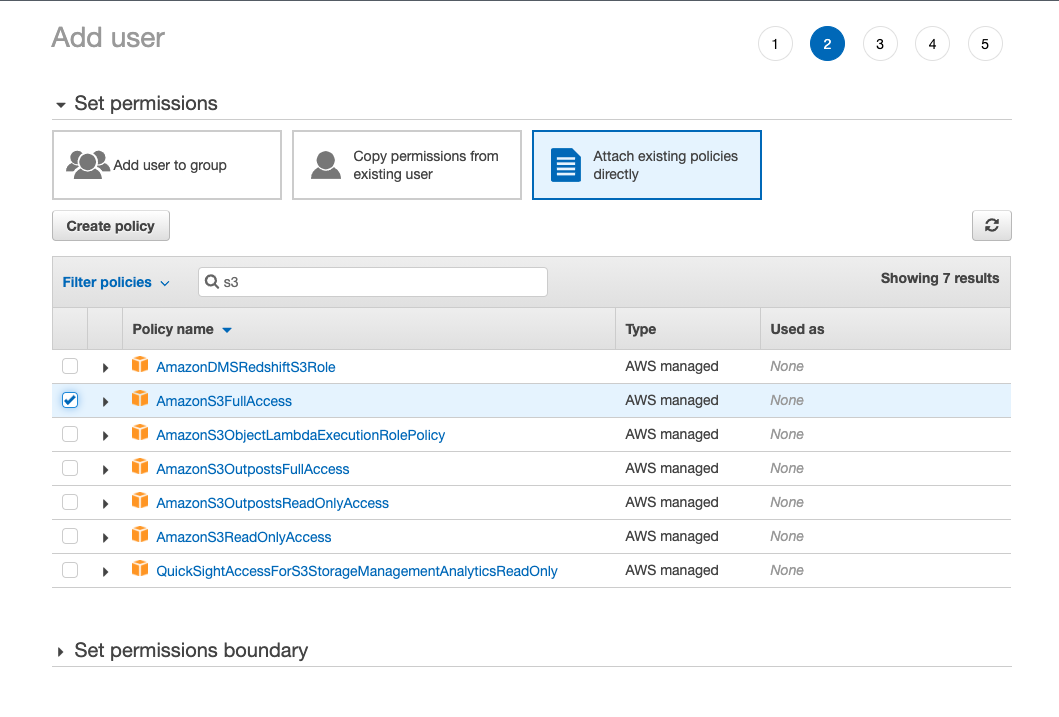 Add user
1 2 3 4 5
Set permissions
Add user to group
Copy permissions from
existing user
Attach existing policies
directly
Create policy
Filter policies s3 Showing 7 results
Policy name Type Used as
AmazonDMSRedshiftS3Role AWS managed None
AmazonS3FullAccess AWS managed None
AmazonS3ObjectLambdaExecutionRolePolicy AWS managed None
AmazonS3OutpostsFullAccess AWS managed None
AmazonS3OutpostsReadOnlyAccess AWS managed None
AmazonS3ReadOnlyAccess AWS managed None
QuickSightAccessForS3StorageManagementAnalyticsReadOnly AWS managed None
Set permissions boundary